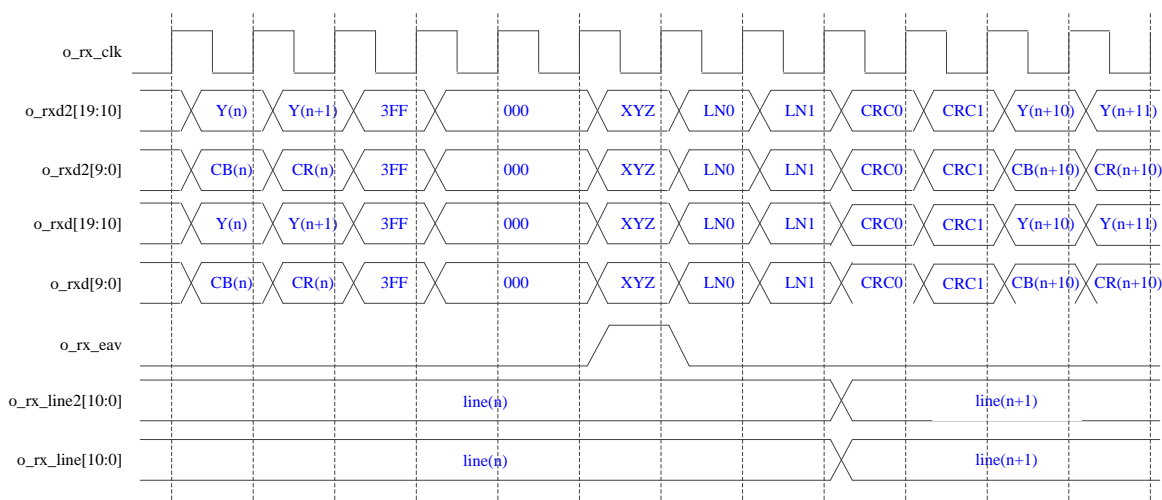 o_rx_clk
o_rxd2[19:10] Y(n) Y(n+1) 3FF 000 XYZ LN0 LN1 CRC0 CRC1 Y(n+10) Y(n+11)
o_rxd2[9:0] CB(n) CR(n) 3FF 000 XYZ LN0 LN1 CRC0 CRC1 CB(n+10) CR(n+10)
o_rxd[19:10] Y(n) Y(n+1) 3FF 000 XYZ LN0 LN1 CRC0 CRC1 Y(n+10) Y(n+11)
o_rxd[9:0] CB(n) CR(n) 3FF 000 XYZ LN0 LN1 CRC0 CRC1 CB(n+10) CR(n+10)
o_rx_eav
o_rx_line2[10:0] line(n) line(n+1)
o_rx_line[10:0] line(n) line(n+1)